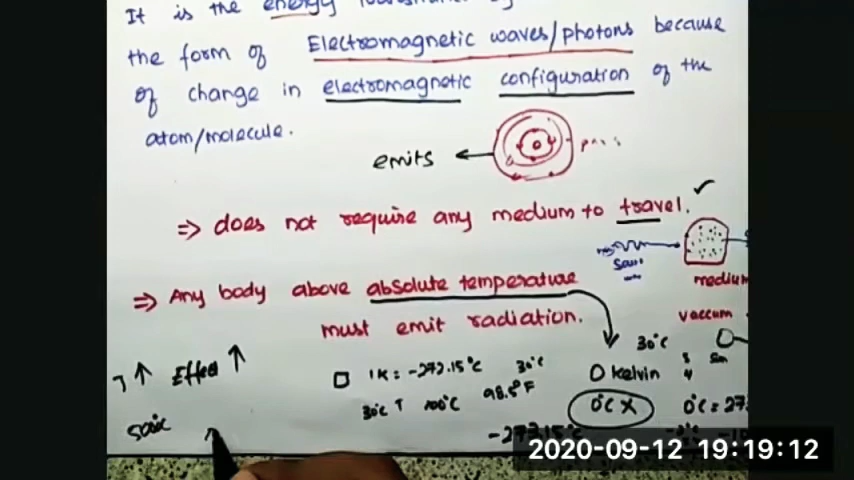 It is the energy
the form of Electromagnetic waves/photons because
of change in electromagnetic configuration of the
atom/molecule.
emits
⇒ does not require any medium to travel. ✓
medium
⇒ Any body above absolute temperature
must emit radiation.
vaccum
30°C
1K = -272.15°C 30°C
0 kelvin
Effect ↑
30°C ↑ 100°C 98.5°F
0°C X
0°C = 27
500°C
2020-09-12 19:19:12